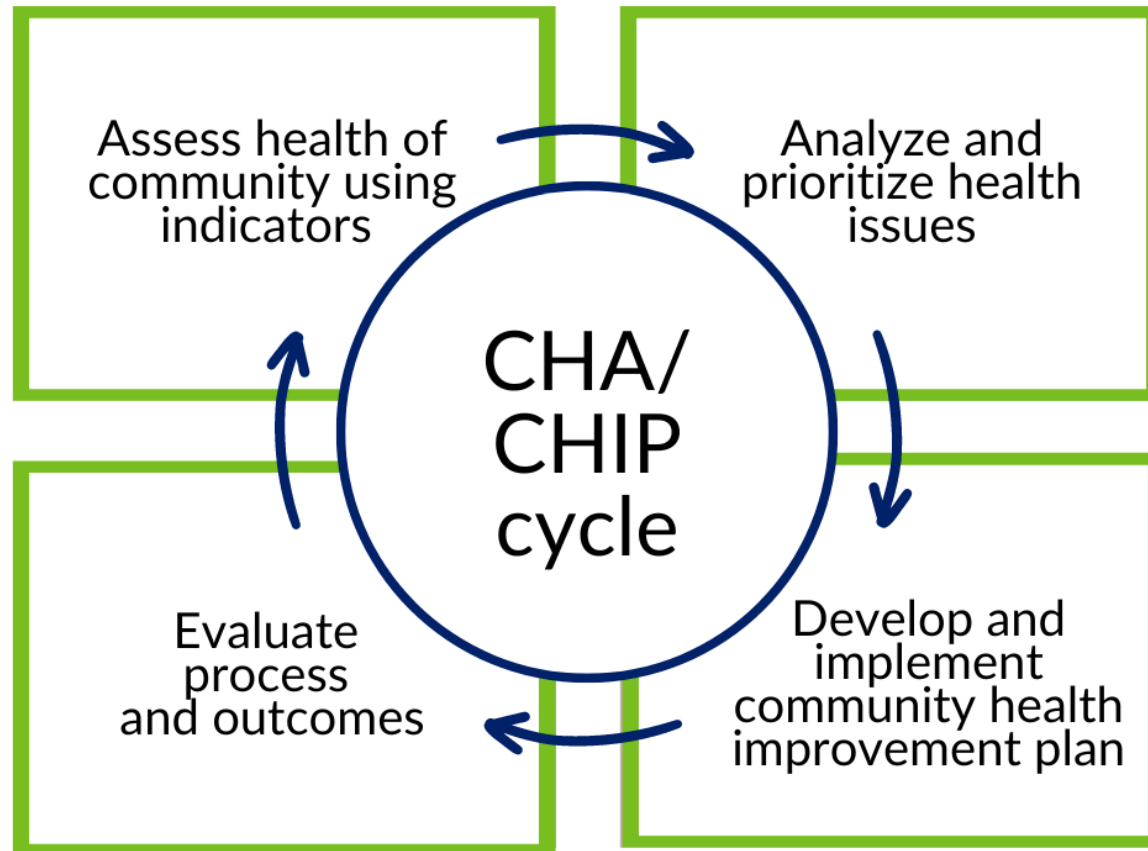 Assess health of
community using
indicators
Analyze and
prioritize health
issues
CHA/
CHIP
cycle
Evaluate
process
and outcomes
Develop and
implement
community health
improvement plan